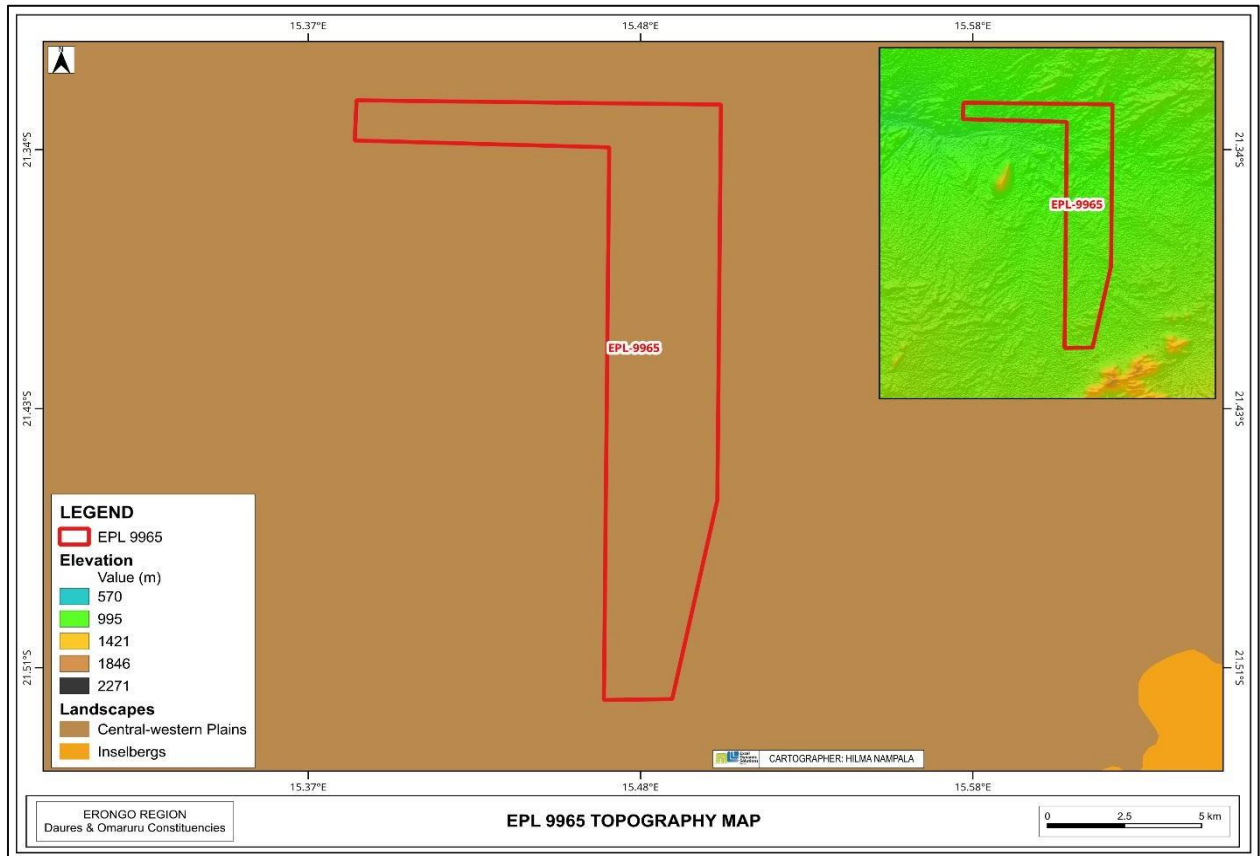 15.37°E
15.48°E
15.58°E
N
21.34°S
21.34°S
EPL-9965
EPL-9965
21.43°S
21.43°S
LEGEND
EPL 9965
Elevation
Value (m)
570
995
1421
1846
2271
Landscapes
Central-western Plains
Inselbergs
21.51°S
21.51°S
CARTOGRAPHER: HILMA NAMPALA
15.37°E
15.48°E
15.58°E
ERONGO REGION
Daures & Omaruru Constituencies
EPL 9965 TOPOGRAPHY MAP
0 2.5 5 km